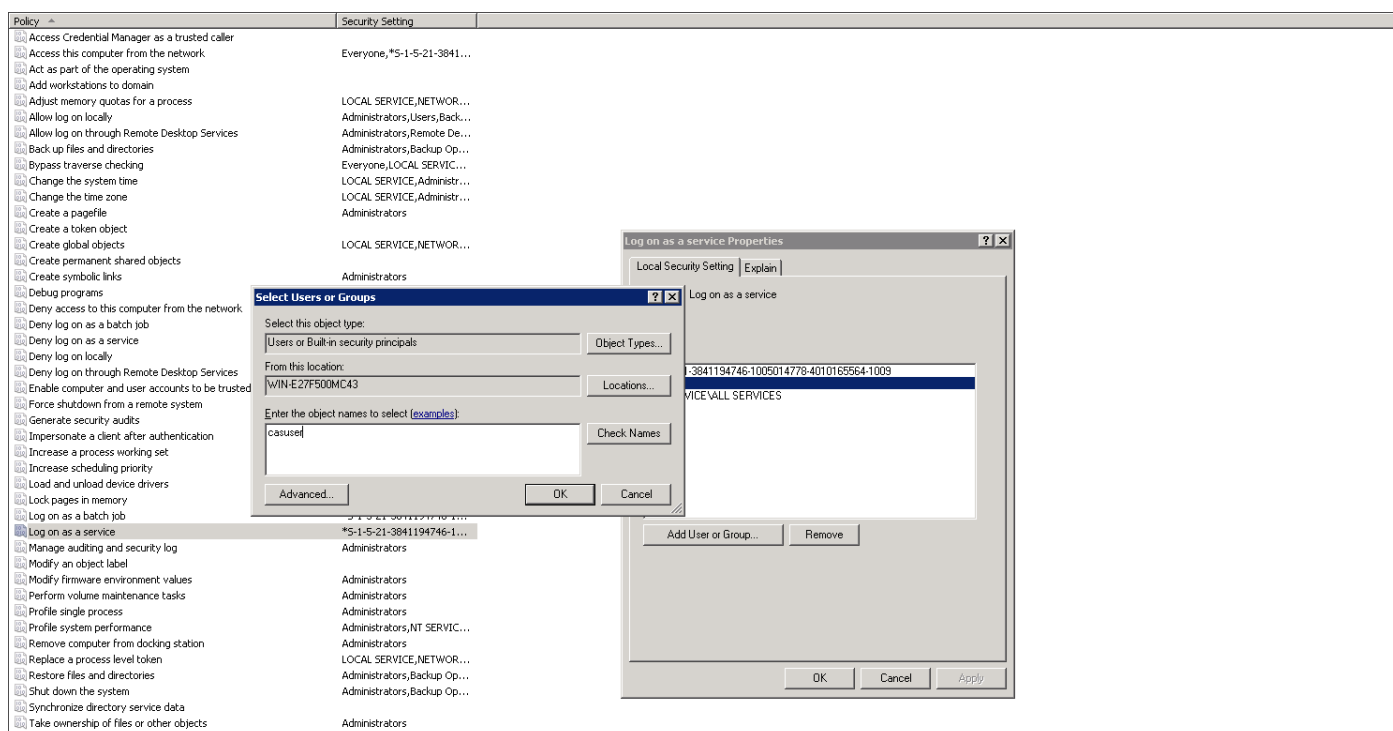 Policy Security Setting
Access Credential Manager as a trusted caller
Access this computer from the network Everyone,*S-1-5-21-3841...
Act as part of the operating system
Add workstations to domain
Adjust memory quotas for a process LOCAL SERVICE,NETWOR...
Allow log on locally Administrators,Users,Back...
Allow log on through Remote Desktop Services Administrators,Remote De...
Back up files and directories Administrators,Backup Op...
Bypass traverse checking Everyone,LOCAL SERVIC...
Change the system time LOCAL SERVICE,Administr...
Change the time zone LOCAL SERVICE,Administr...
Create a pagefile Administrators
Create a token object
Create global objects LOCAL SERVICE,NETWOR...
Create permanent shared objects
Create symbolic links Administrators
Debug programs
Deny access to this computer from the network
Deny log on as a batch job
Deny log on as a service
Deny log on locally
Deny log on through Remote Desktop Services
Enable computer and user accounts to be trusted
Force shutdown from a remote system
Generate security audits
Impersonate a client after authentication
Increase a process working set
Increase scheduling priority
Load and unload device drivers
Lock pages in memory
Log on as a batch job
Log on as a service *S-1-5-21-3841194746-1...
Manage auditing and security log Administrators
Modify an object label
Modify firmware environment values Administrators
Perform volume maintenance tasks Administrators
Profile single process Administrators
Profile system performance Administrators,NT SERVIC...
Remove computer from docking station Administrators
Replace a process level token LOCAL SERVICE,NETWOR...
Restore files and directories Administrators,Backup Op...
Shut down the system Administrators,Backup Op...
Synchronize directory service data
Take ownership of files or other objects Administrators
Select Users or Groups
Select this object type:
Users or Built-in security principals Object Types...
From this location:
WIN-E27F500MC43 Locations...
Enter the object names to select (examples):
casuser Check Names
Advanced... OK Cancel
Log on as a service Properties
Local Security Setting Explain
Log on as a service
1-3841194746-1005014778-4010165564-1009
VICE\ALL SERVICES
Add User or Group... Remove
OK Cancel Apply